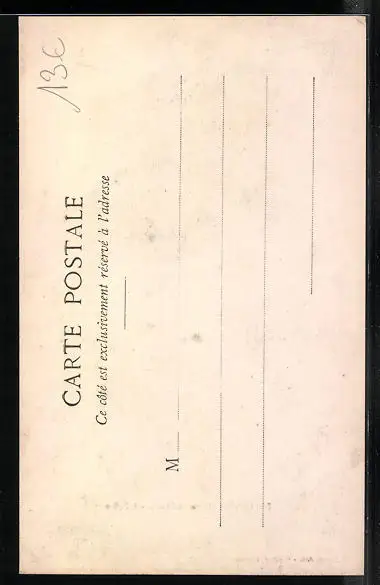 13€
CARTE POSTALE
Ce côté est exclusivement réservé à l'adresse
M